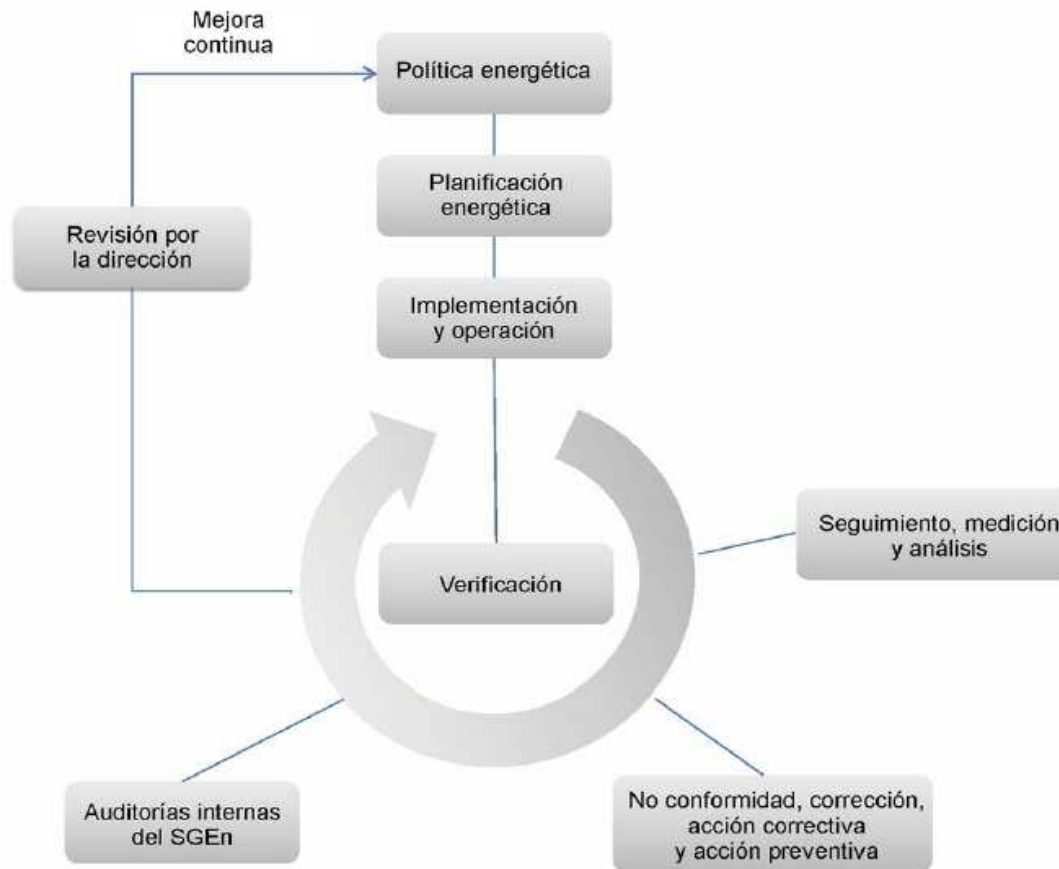 Mejora
continua
Política energética
Planificación
energética
Revisión por
la dirección
Implementación
y operación
Seguimiento, medición
y análisis
Verificación
Auditorías internas
del SGEn
No conformidad, corrección,
acción correctiva
y acción preventiva